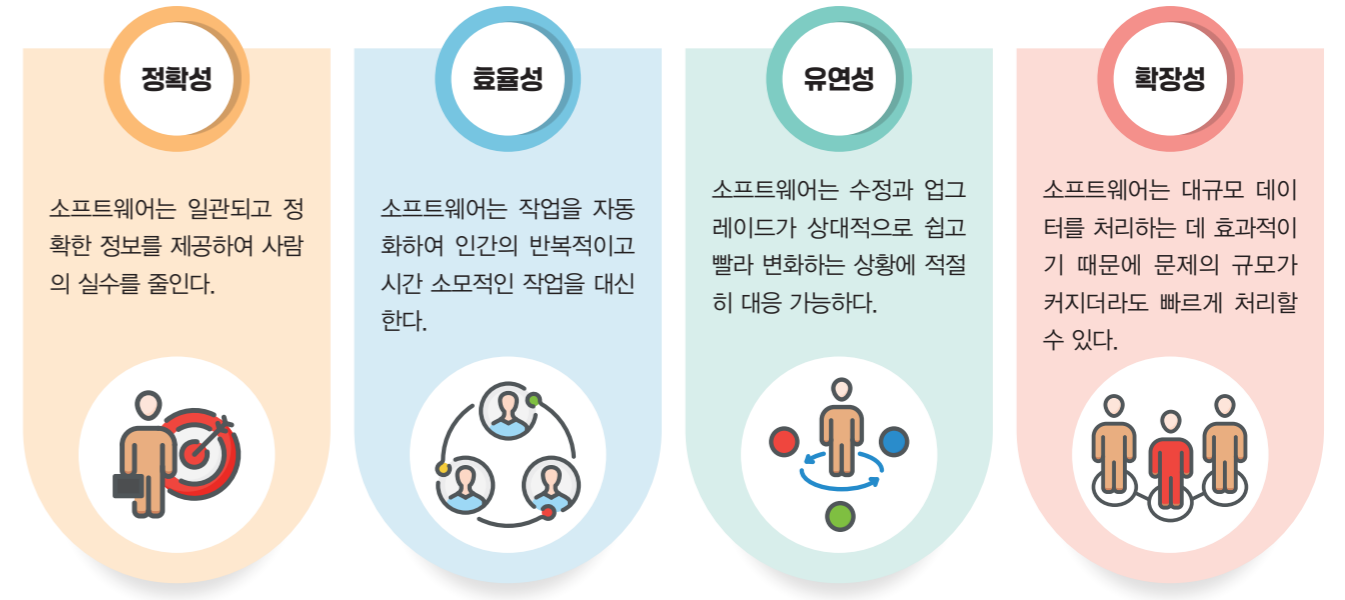 정확성
소프트웨어는 일관되고 정
확한 정보를 제공하여 사람
의 실수를 줄인다.
효율성
소프트웨어는 작업을 자동
화하여 인간의 반복적이고
시간 소모적인 작업을 대신
한다.
유연성
소프트웨어는 수정과 업그
레이드가 상대적으로 쉽고
빨라 변화하는 상황에 적절
히 대응 가능하다.
확장성
소프트웨어는 대규모 데이
터를 처리하는 데 효과적이
기 때문에 문제의 규모가
커지더라도 빠르게 처리할
수 있다.